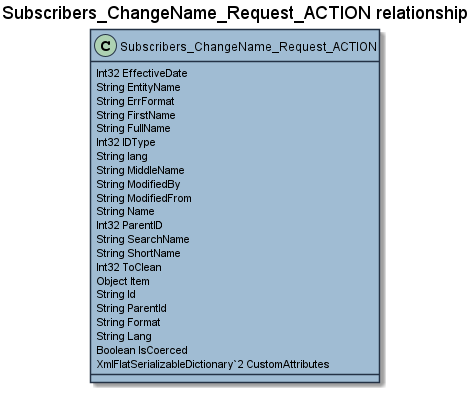 Subscribers_ChangeName_Request_ACTION relationship
C Subscribers_ChangeName_Request_ACTION
Int32 EffectiveDate
String EntityName
String ErrFormat
String FirstName
String FullName
Int32 IDType
String lang
String MiddleName
String ModifiedBy
String ModifiedFrom
String Name
Int32 ParentID
String SearchName
String ShortName
Int32 ToClean
Object Item
String Id
String ParentId
String Format
String Lang
Boolean IsCoerced
XmlFlatSerializableDictionary`2 CustomAttributes